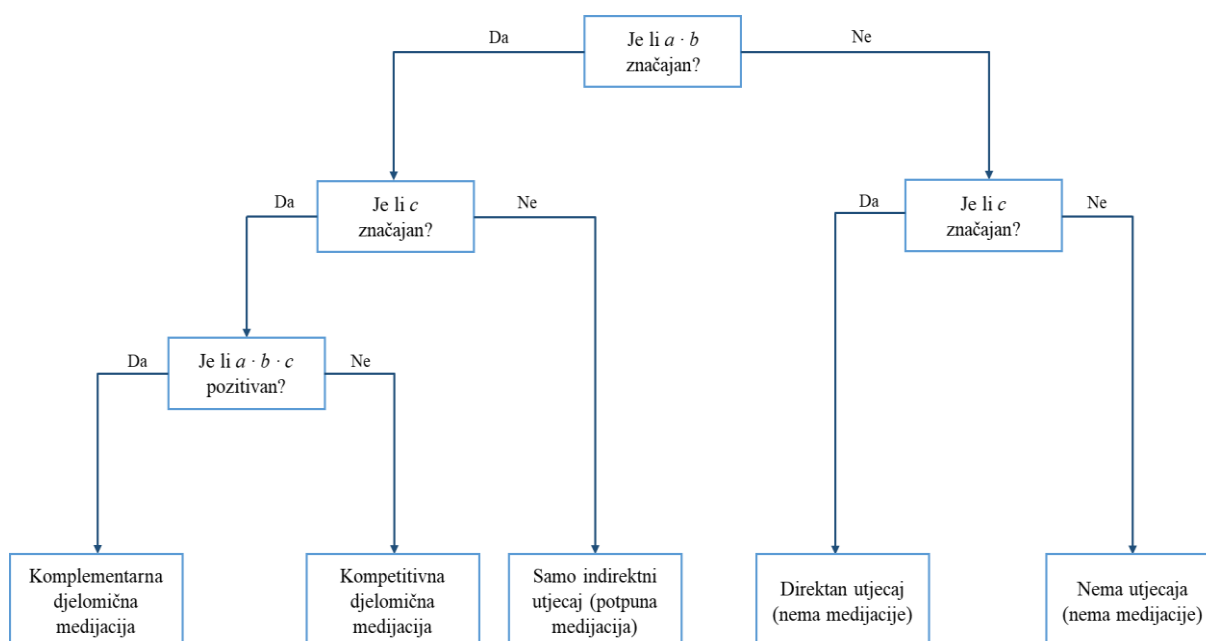 Da
Je li a · b
značajan?
Ne
Da
Je li c
značajan?
Ne
Da
Je li c
značajan?
Ne
Da
Je li a · b · c
pozitivan?
Ne
Komplementarna
djelomična
medijacija
Kompetitivna
djelomična
medijacija
Samo indirektni
utjecaj (potpuna
medijacija)
Direktan utjecaj
(nema medijacije)
Nema utjecaja
(nema medijacije)